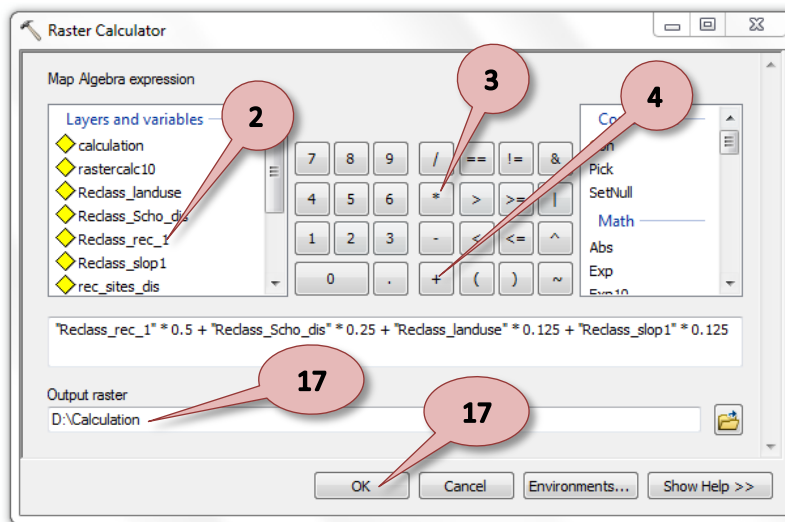 Raster Calculator
Map Algebra expression
Layers and variables
calculation
rastercalc10
Reclass_landuse
Reclass_Scho_dis
Reclass_rec_1
Reclass_slop1
rec_sites_dis
2
3
4
7 8 9 / == != &
4 5 6 * > >= |
1 2 3 - < <= ^
0 . + ( ) ~
Pick
SetNull
Math
Abs
Exp
Exp10
"Reclass_rec_1" * 0.5 + "Reclass_Scho_dis" * 0.25 + "Reclass_landuse" * 0.125 + "Reclass_slop1" * 0.125
Output raster
D:\Calculation
17
17
OK Cancel Environments... Show Help >>